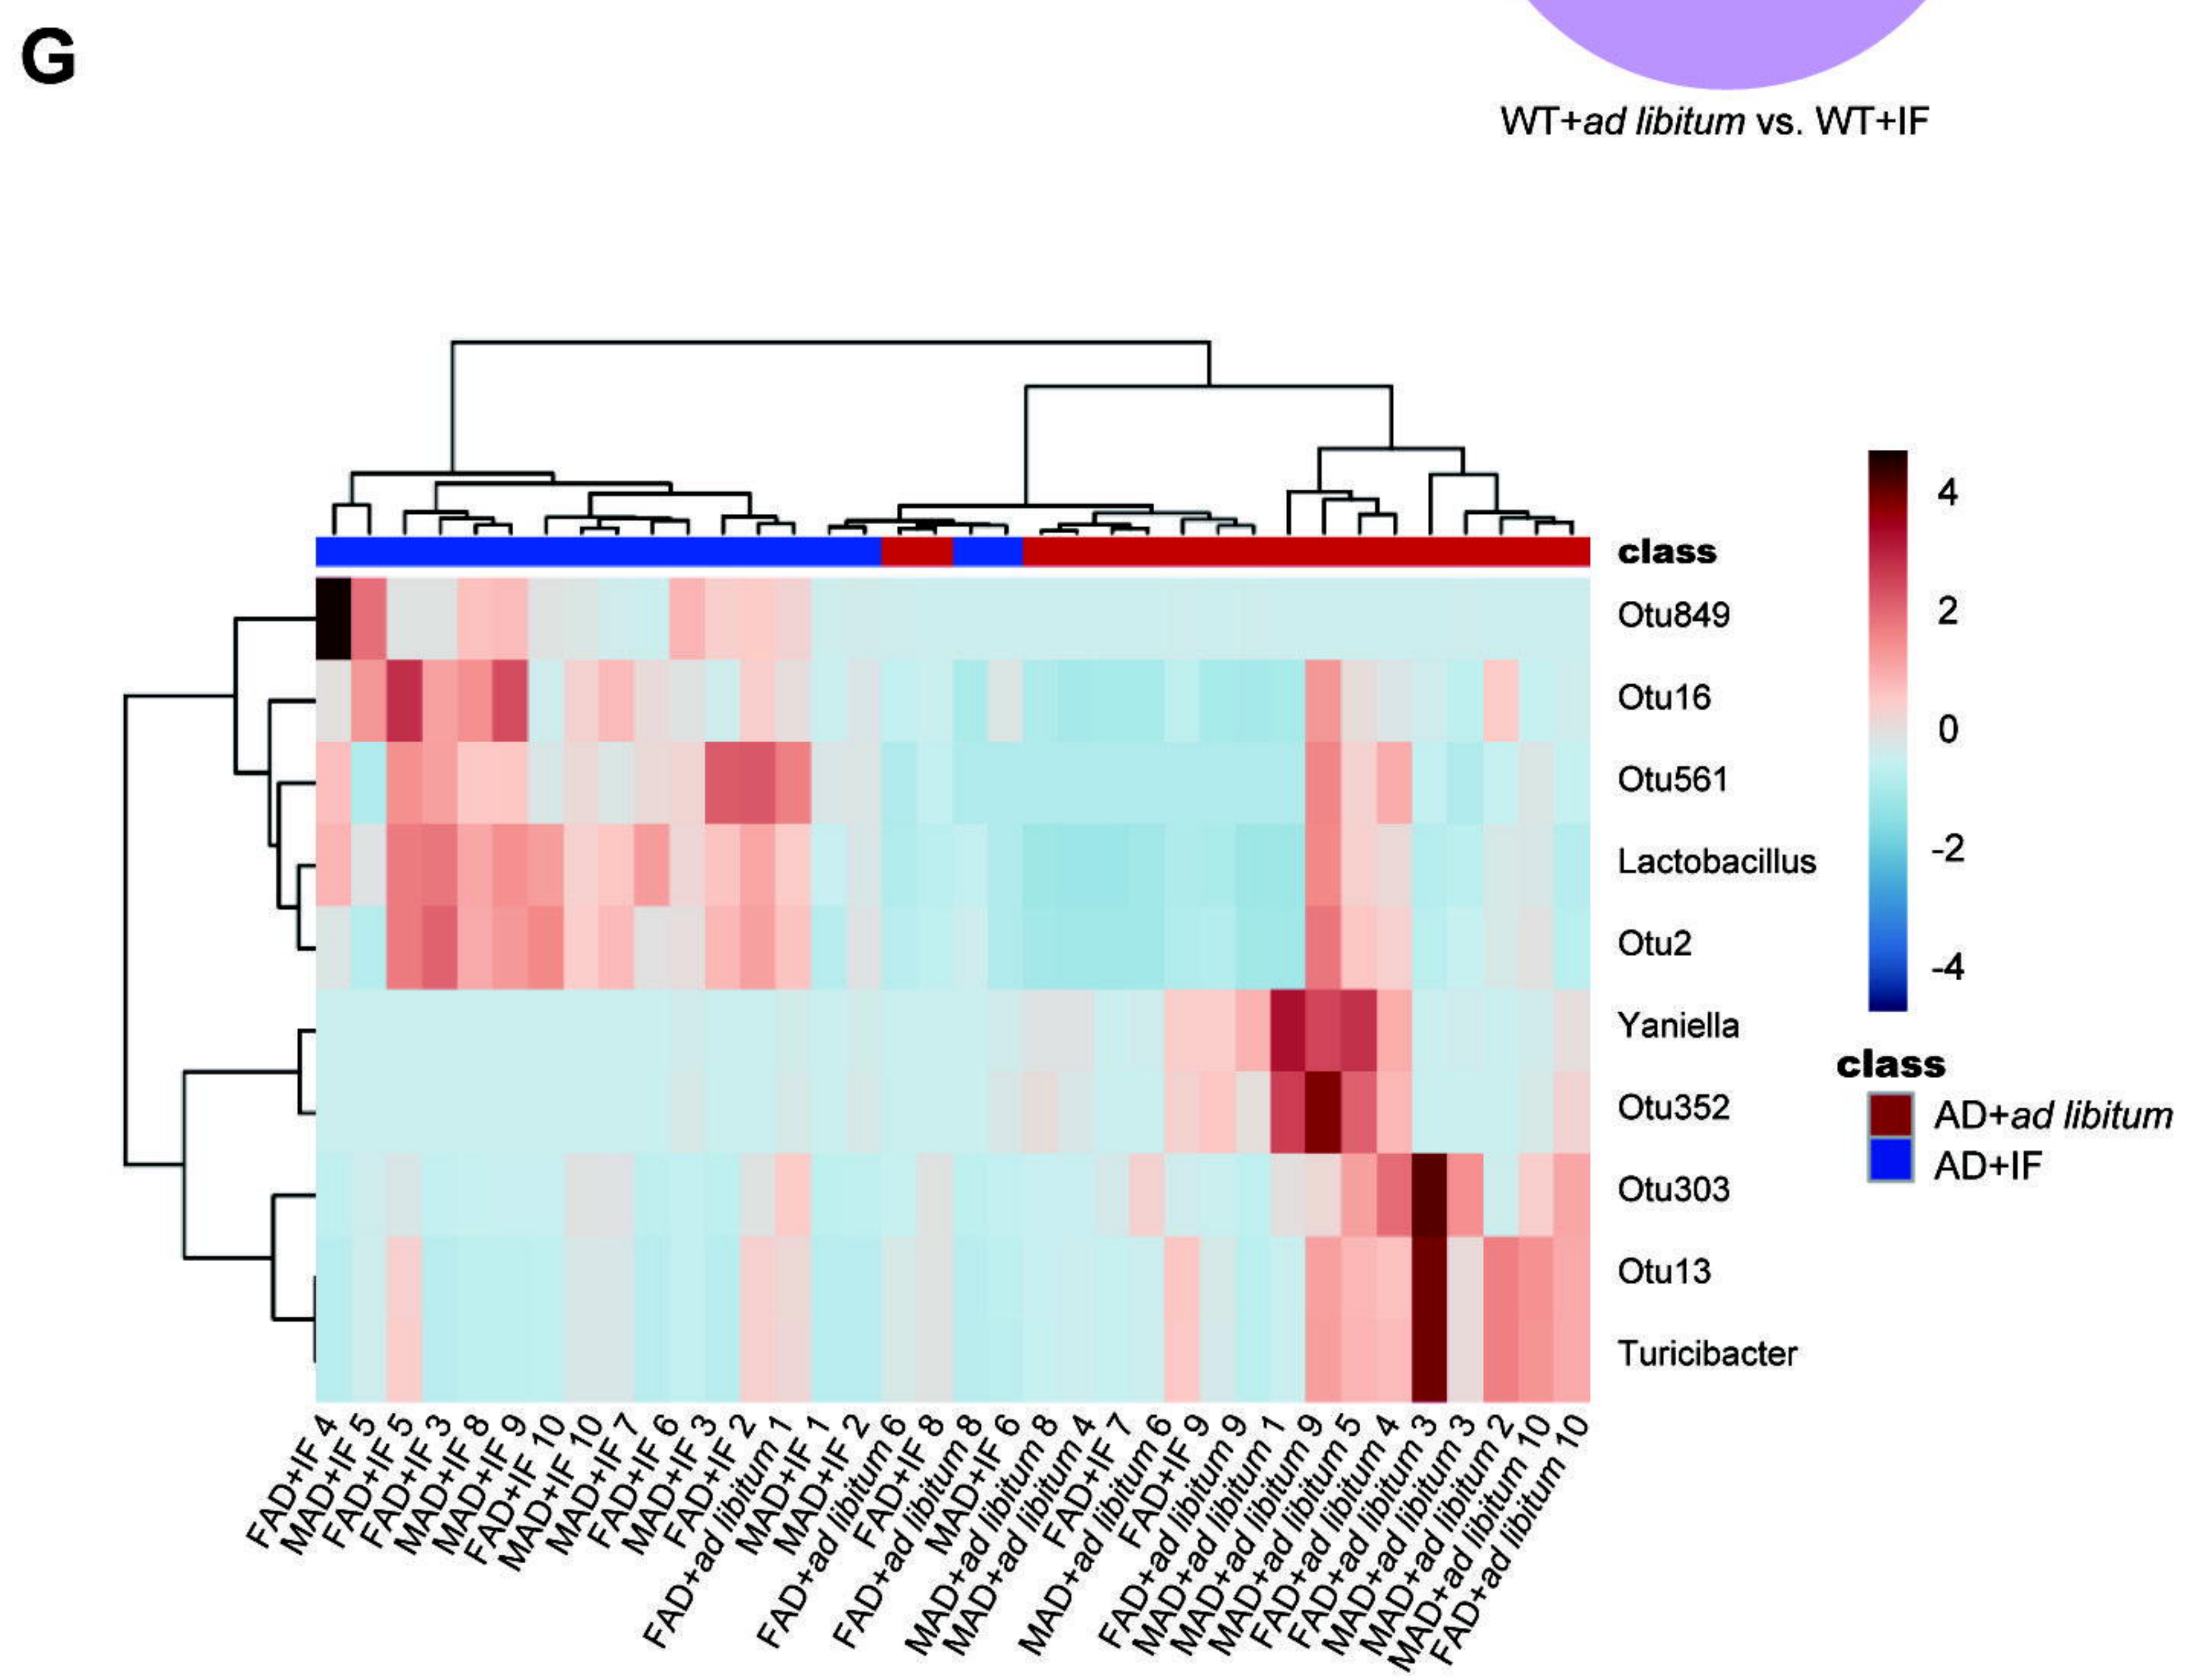 G
WT+ad libitum vs. WT+IF
class
Otu849
Otu16
Otu561
Lactobacillus
Otu2
Yaniella
Otu352
Otu303
Otu13
Turicibacter
4
2
0
-2
-4
class
AD+ad libitum
AD+IF
FAD+IF 4
MAD+IF 5
FAD+IF 5
FAD+IF 3
MAD+IF 8
MAD+IF 9
FAD+IF 10
MAD+IF 10
MAD+IF 7
FAD+IF 6
MAD+IF 3
FAD+IF 2
FAD+ad libitum 1
MAD+IF 1
MAD+IF 2
FAD+ad libitum 6
FAD+IF 8
FAD+ad libitum 8
MAD+IF 6
MAD+ad libitum 8
MAD+ad libitum 4
FAD+IF 7
MAD+ad libitum 6
FAD+IF 9
FAD+ad libitum 9
MAD+ad libitum 1
MAD+ad libitum 9
MAD+ad libitum 5
FAD+ad libitum 4
FAD+ad libitum 3
MAD+ad libitum 3
MAD+ad libitum 2
MAD+ad libitum 10
FAD+ad libitum 10